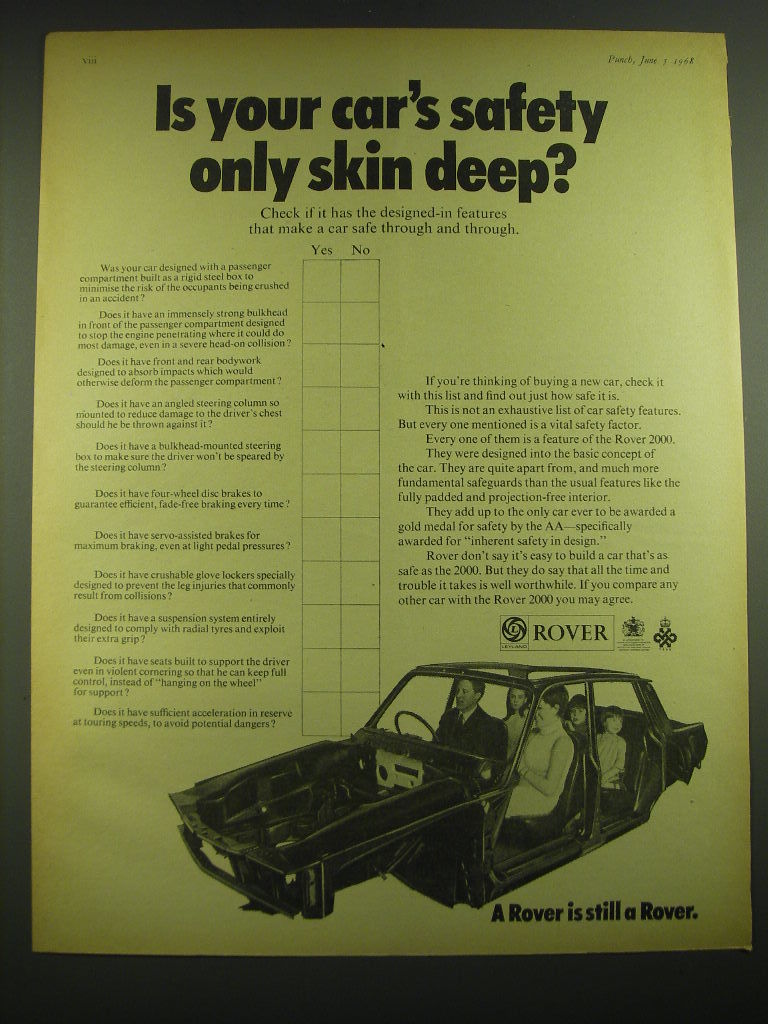 VIII
Punch, June 5 1968
Is your car's safety
only skin deep?
Check if it has the designed-in features
that make a car safe through and through.
Yes No
Was your car designed with a passenger
compartment built as a rigid steel box to
minimise the risk of the occupants being crushed
in an accident?
Does it have an immensely strong bulkhead
in front of the passenger compartment designed
to stop the engine penetrating where it could do
most damage, even in a severe head-on collision?
Does it have front and rear bodywork
designed to absorb impacts which would
otherwise deform the passenger compartment?
Does it have an angled steering column so
mounted to reduce damage to the driver's chest
should he be thrown against it?
Does it have a bulkhead-mounted steering
box to make sure the driver won't be speared by
the steering column?
Does it have four-wheel disc brakes to
guarantee efficient, fade-free braking every time?
Does it have servo-assisted brakes for
maximum braking, even at light pedal pressures?
Does it have crushable glove lockers specially
designed to prevent the leg injuries that commonly
result from collisions?
Does it have a suspension system entirely
designed to comply with radial tyres and exploit
their extra grip?
Does it have seats built to support the driver
even in violent cornering so that he can keep full
control, instead of "hanging on the wheel"
for support?
Does it have sufficient acceleration in reserve
at touring speeds, to avoid potential dangers?
If you're thinking of buying a new car, check it
with this list and find out just how safe it is.
This is not an exhaustive list of car safety features.
But every one mentioned is a vital safety factor.
Every one of them is a feature of the Rover 2000.
They were designed into the basic concept of
the car. They are quite apart from, and much more
fundamental safeguards than the usual features like the
fully padded and projection-free interior.
They add up to the only car ever to be awarded a
gold medal for safety by the AA—specifically
awarded for "inherent safety in design."
Rover don't say it's easy to build a car that's as
safe as the 2000. But they do say that all the time and
trouble it takes is well worthwhile. If you compare any
other car with the Rover 2000 you may agree.
L
LEYLAND
ROVER
A Rover is still a Rover.